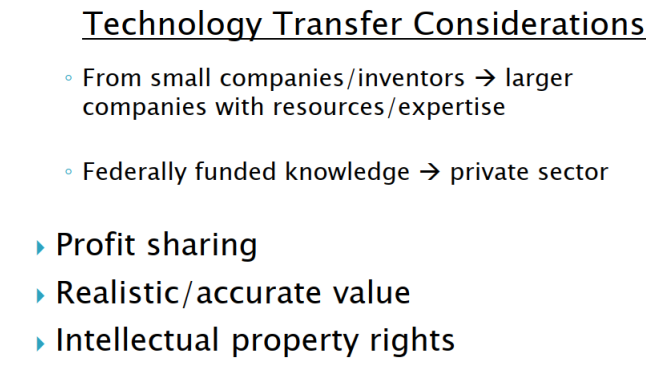 Technology Transfer Considerations
◦ From small companies/inventors → larger
companies with resources/expertise
◦ Federally funded knowledge → private sector
Profit sharing
Realistic/accurate value
Intellectual property rights